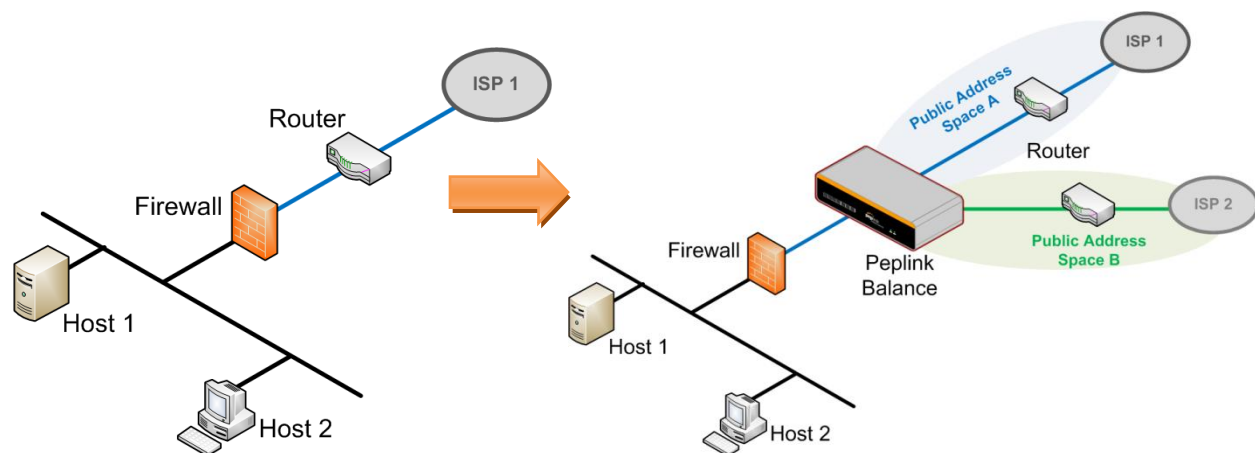 ISP 1
Router
Firewall
Host 1
Host 2
ISP 1
Public Address
Space A
Router
ISP 2
Public Address
Space B
Peplink
Balance
Firewall
Host 1
Host 2